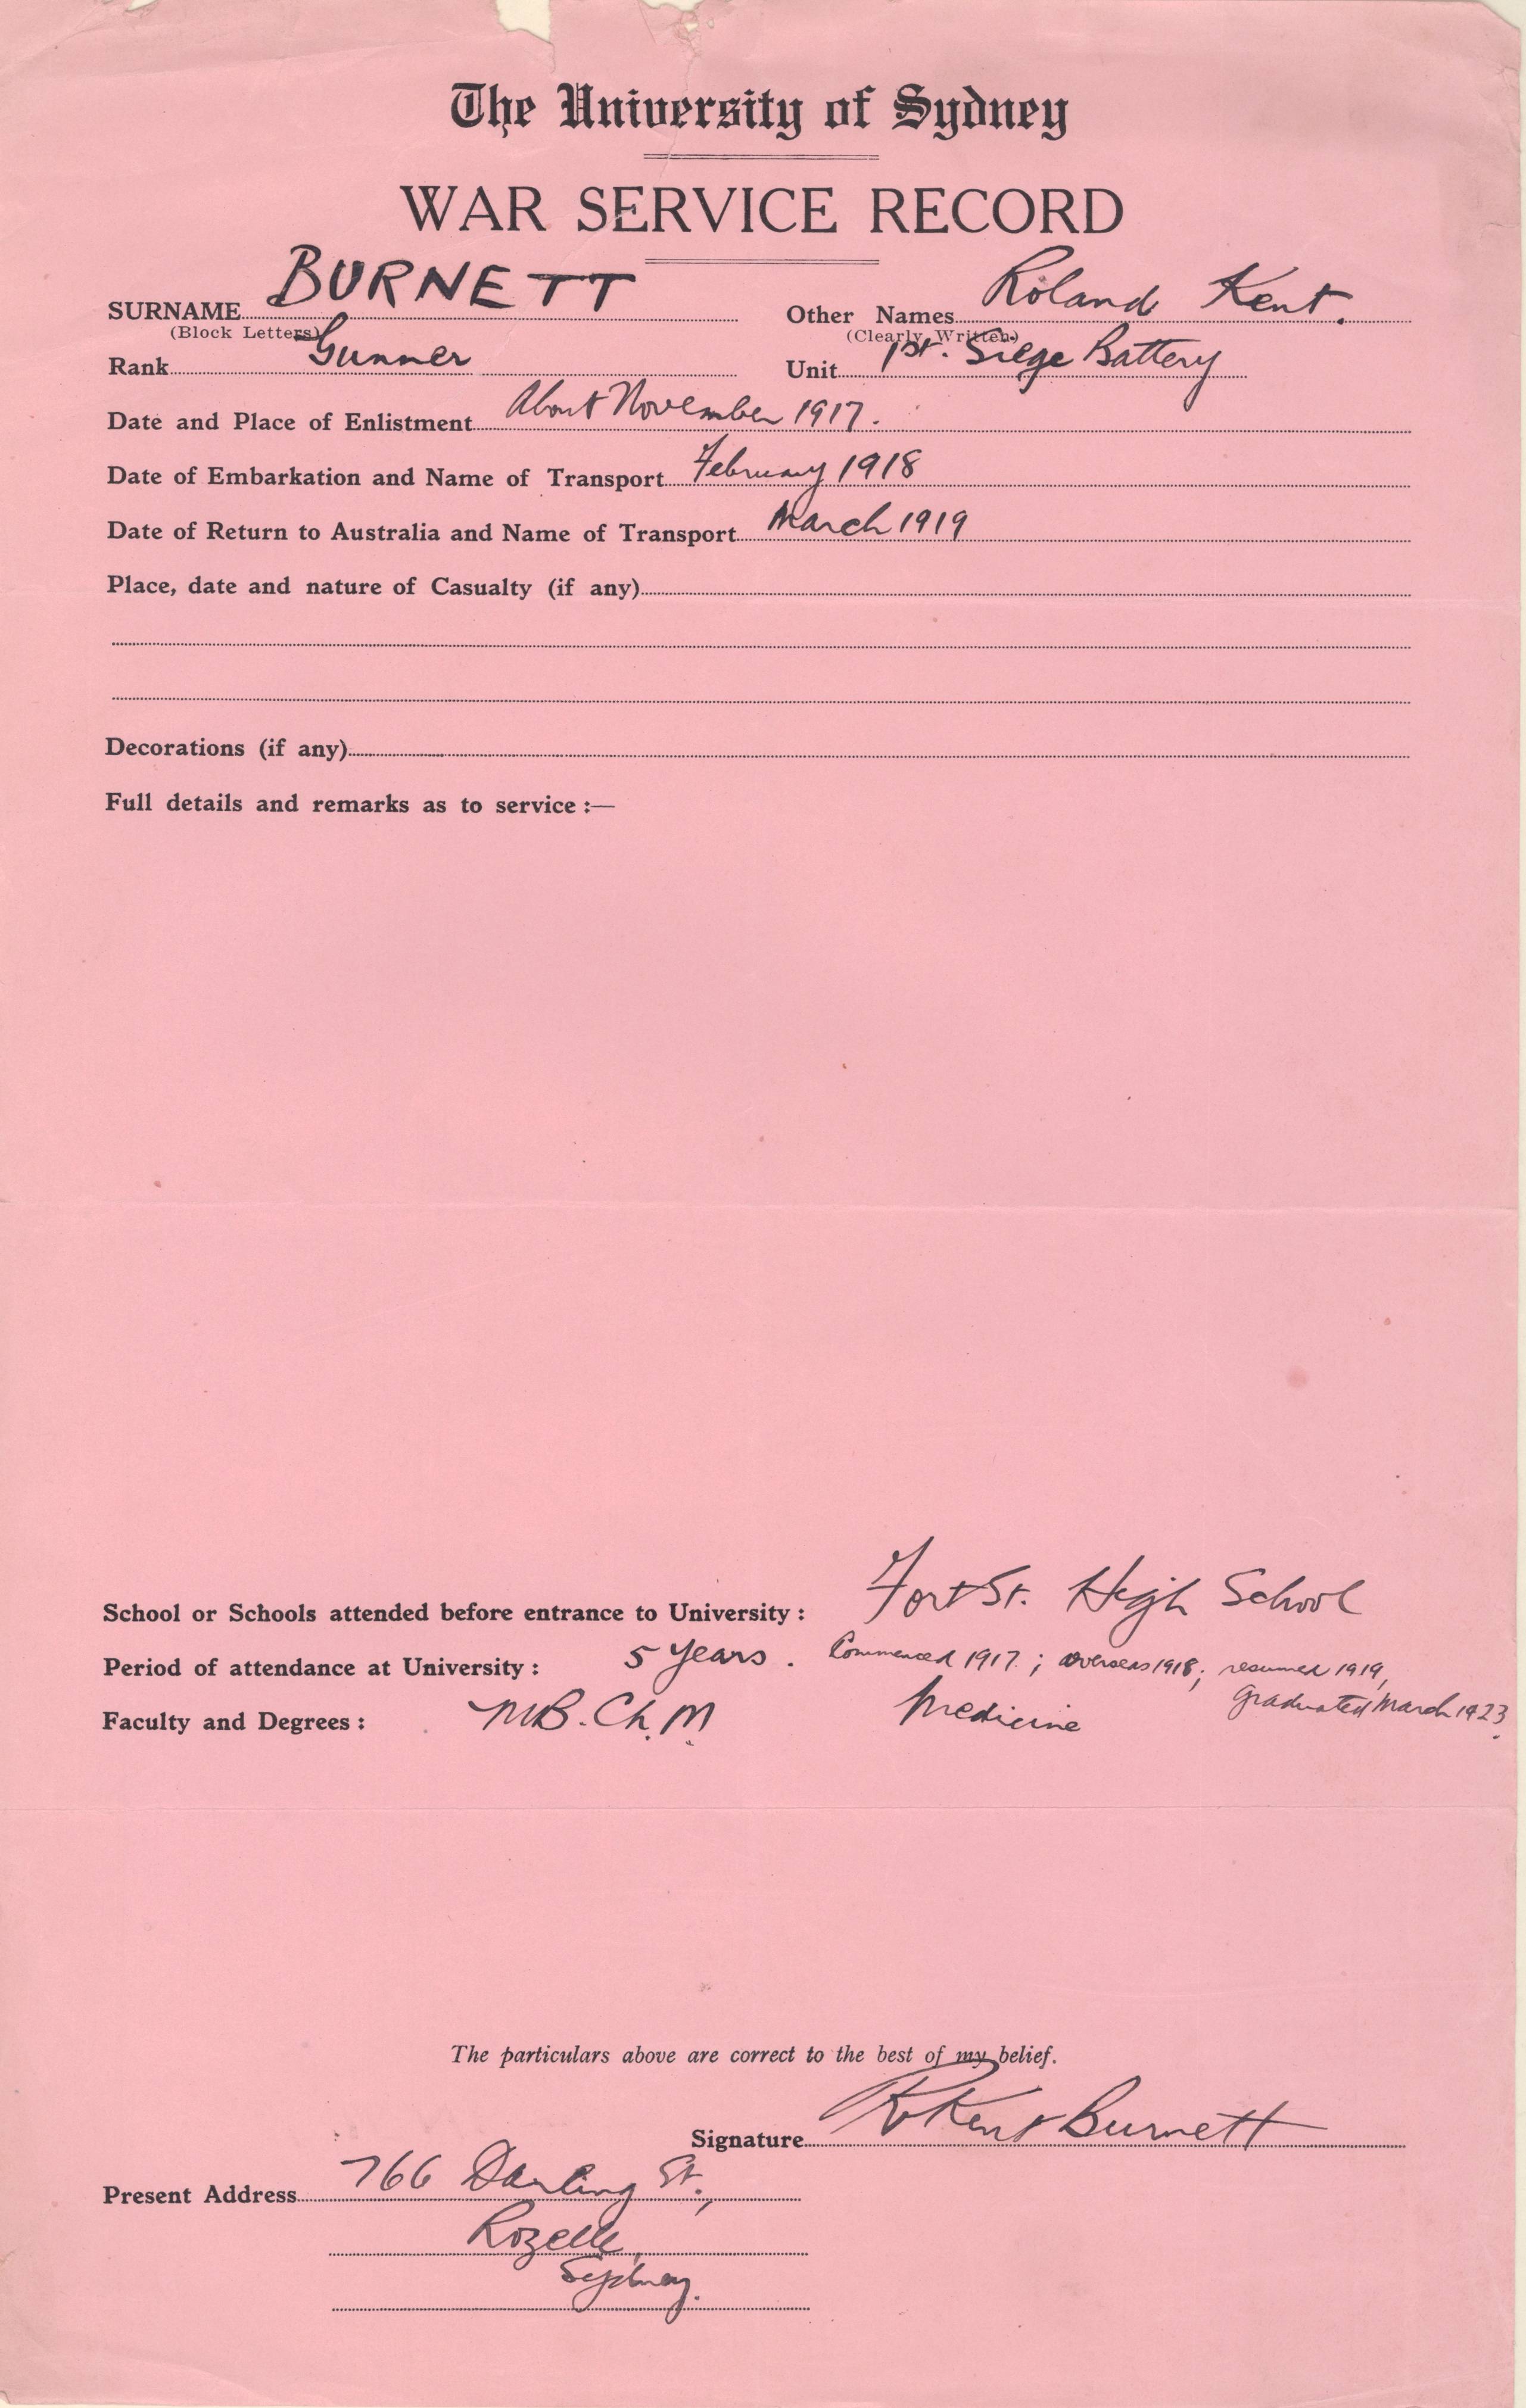 The University of Sydney
WAR SERVICE RECORD
SURNAME BURNETT Other Names Roland Kent.
(Block Letters) (Clearly Written)
Rank Gunner Unit 1st. Siege Battery
Date and Place of Enlistment About November 1917.
Date of Embarkation and Name of Transport February 1918
Date of Return to Australia and Name of Transport March 1919
Place, date and nature of Casualty (if any)
Decorations (if any)
Full details and remarks as to service :—
School or Schools attended before entrance to University : Fort St. High School
Period of attendance at University : 5 years. Commenced 1917 ; overseas 1918; resumed 1919,
graduated March 1923.
Faculty and Degrees : MB. Ch. M Medicine
The particulars above are correct to the best of my belief.
Signature R Kent Burnett
Present Address 766 Darling St.,
Rozelle,
Sydney.